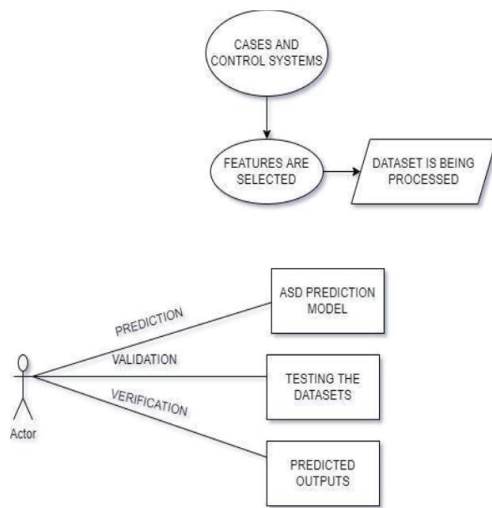 CASES AND
CONTROL SYSTEMS
FEATURES ARE
SELECTED
DATASET IS BEING
PROCESSED
ASD PREDICTION
MODEL
PREDICTION
VALIDATION
TESTING THE
DATASETS
VERIFICATION
Actor
PREDICTED
OUTPUTS